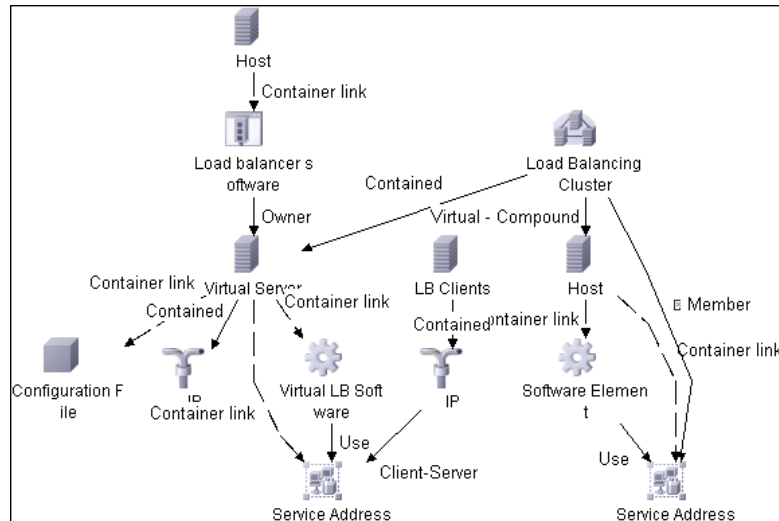 Host
Container link
Load balancer s
oftware
Load Balancing
Cluster
Contained
Owner
Virtual - Compound
Container link
Virtual Server
LB Clients
Host
Contained
Container link
Contained
Container link
Member
Container link
Configuration F
ile
IP
Container link
Virtual LB Soft
ware
IP
Software Elemen
t
Use
Client-Server
Use
Service Address
Service Address